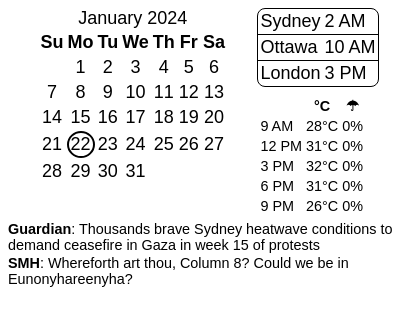 January 2024
Su Mo Tu We Th Fr Sa
1 2 3 4 5 6
7 8 9 10 11 12 13
14 15 16 17 18 19 20
21 22 23 24 25 26 27
28 29 30 31
Sydney 2 AM
Ottawa 10 AM
London 3 PM
°C ☂
9 AM 28°C 0%
12 PM 31°C 0%
3 PM 32°C 0%
6 PM 31°C 0%
9 PM 26°C 0%
Guardian: Thousands brave Sydney heatwave conditions to
demand ceasefire in Gaza in week 15 of protests
SMH: Whereforth art thou, Column 8? Could we be in
Eunonyhareenyha?